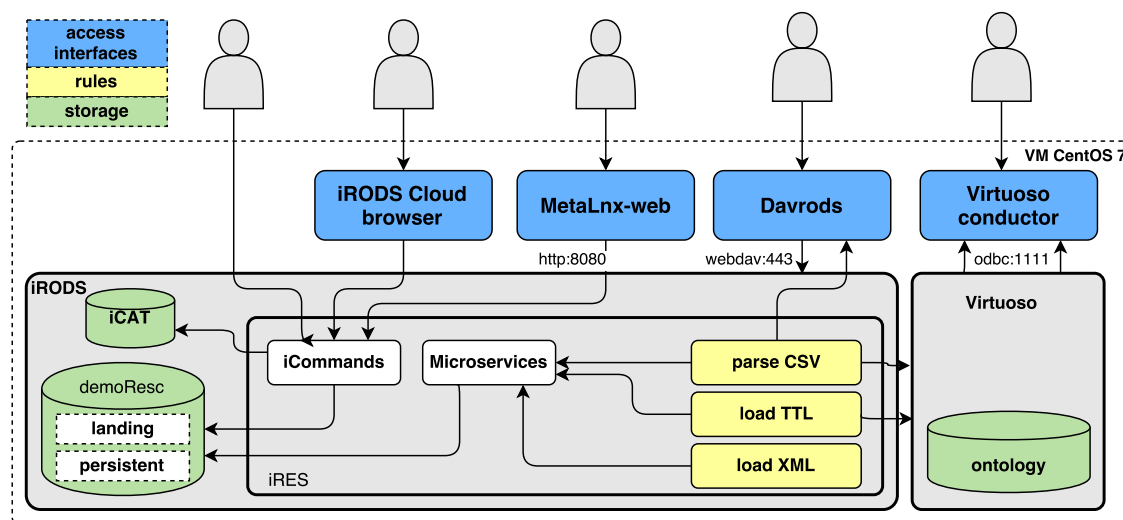 access
interfaces
rules
storage
VM CentOS 7
iRODS Cloud
browser
MetaLnx-web
Davrods
Virtuoso
conductor
http:8080
webdav:443
odbc:1111
iRODS
iCAT
Virtuoso
iCommands
Microservices
parse CSV
demoResc
landing
load TTL
persistent
load XML
ontology
iRES